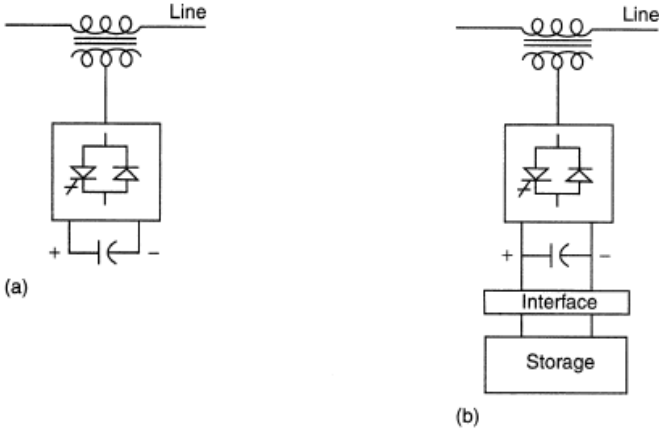 Line
+ −
(a)
Line
+ −
Interface
Storage
(b)